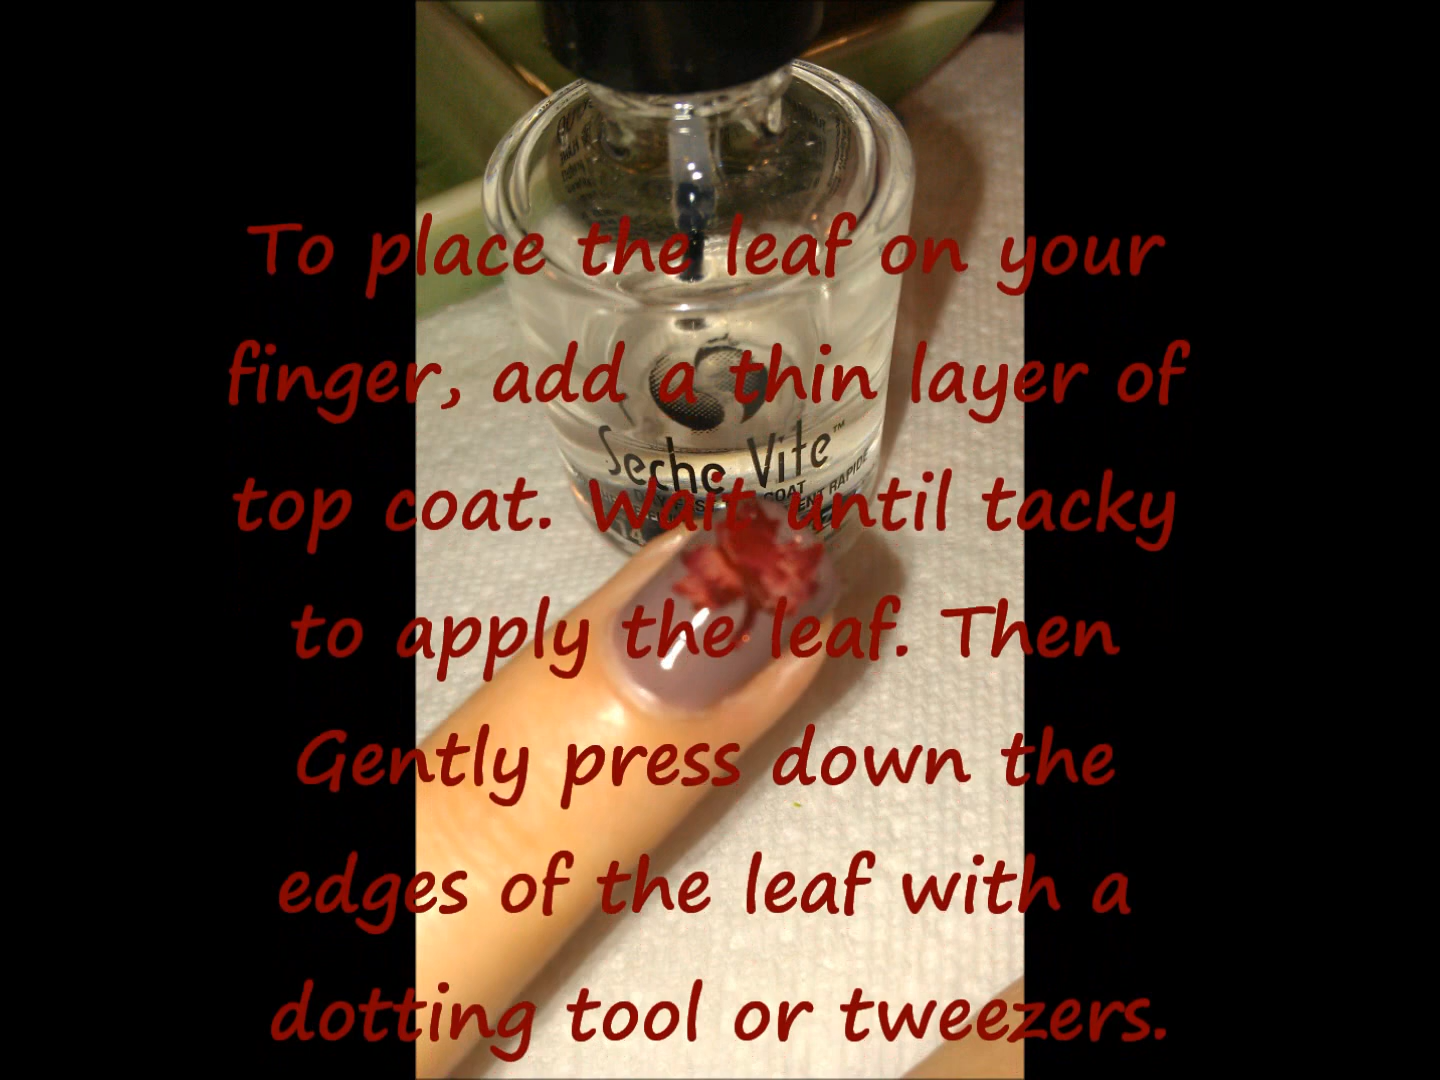 To place the leaf on your
finger, add a thin layer of
Seche Vite™
top coat. Wait until tacky
to apply the leaf. Then
Gently press down the
edges of the leaf with a
dotting tool or tweezers.